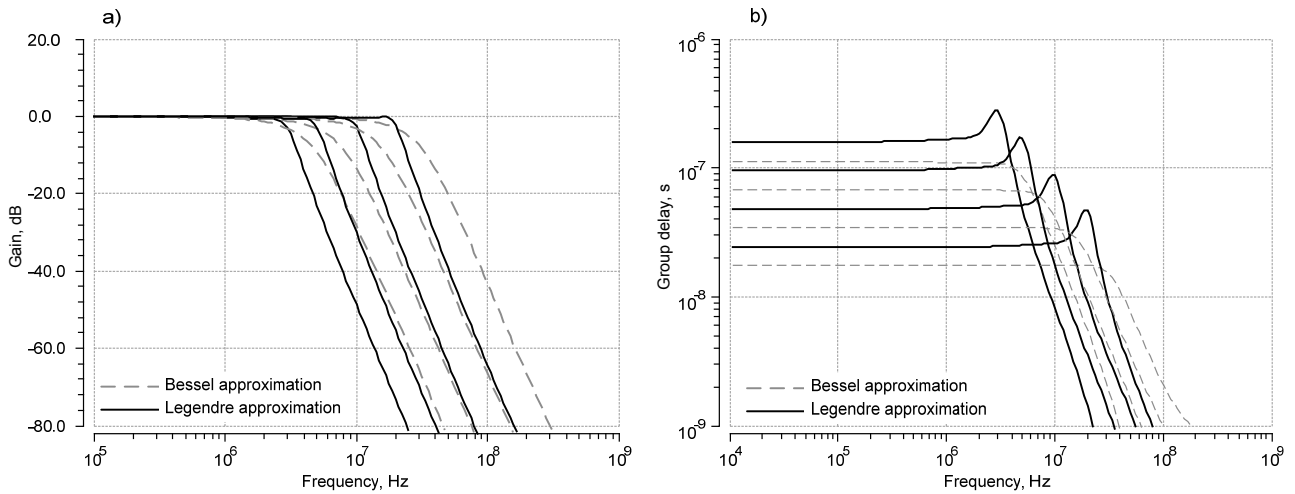 a)
20.0
0.0
-20.0
-40.0
-60.0
-80.0
Gain, dB
Bessel approximation
Legendre approximation
10^5
10^6
10^7
10^8
10^9
Frequency, Hz
b)
10^-6
10^-7
10^-8
10^-9
Group delay, s
Bessel approximation
Legendre approximation
10^4
10^5
10^6
10^7
10^8
10^9
Frequency, Hz